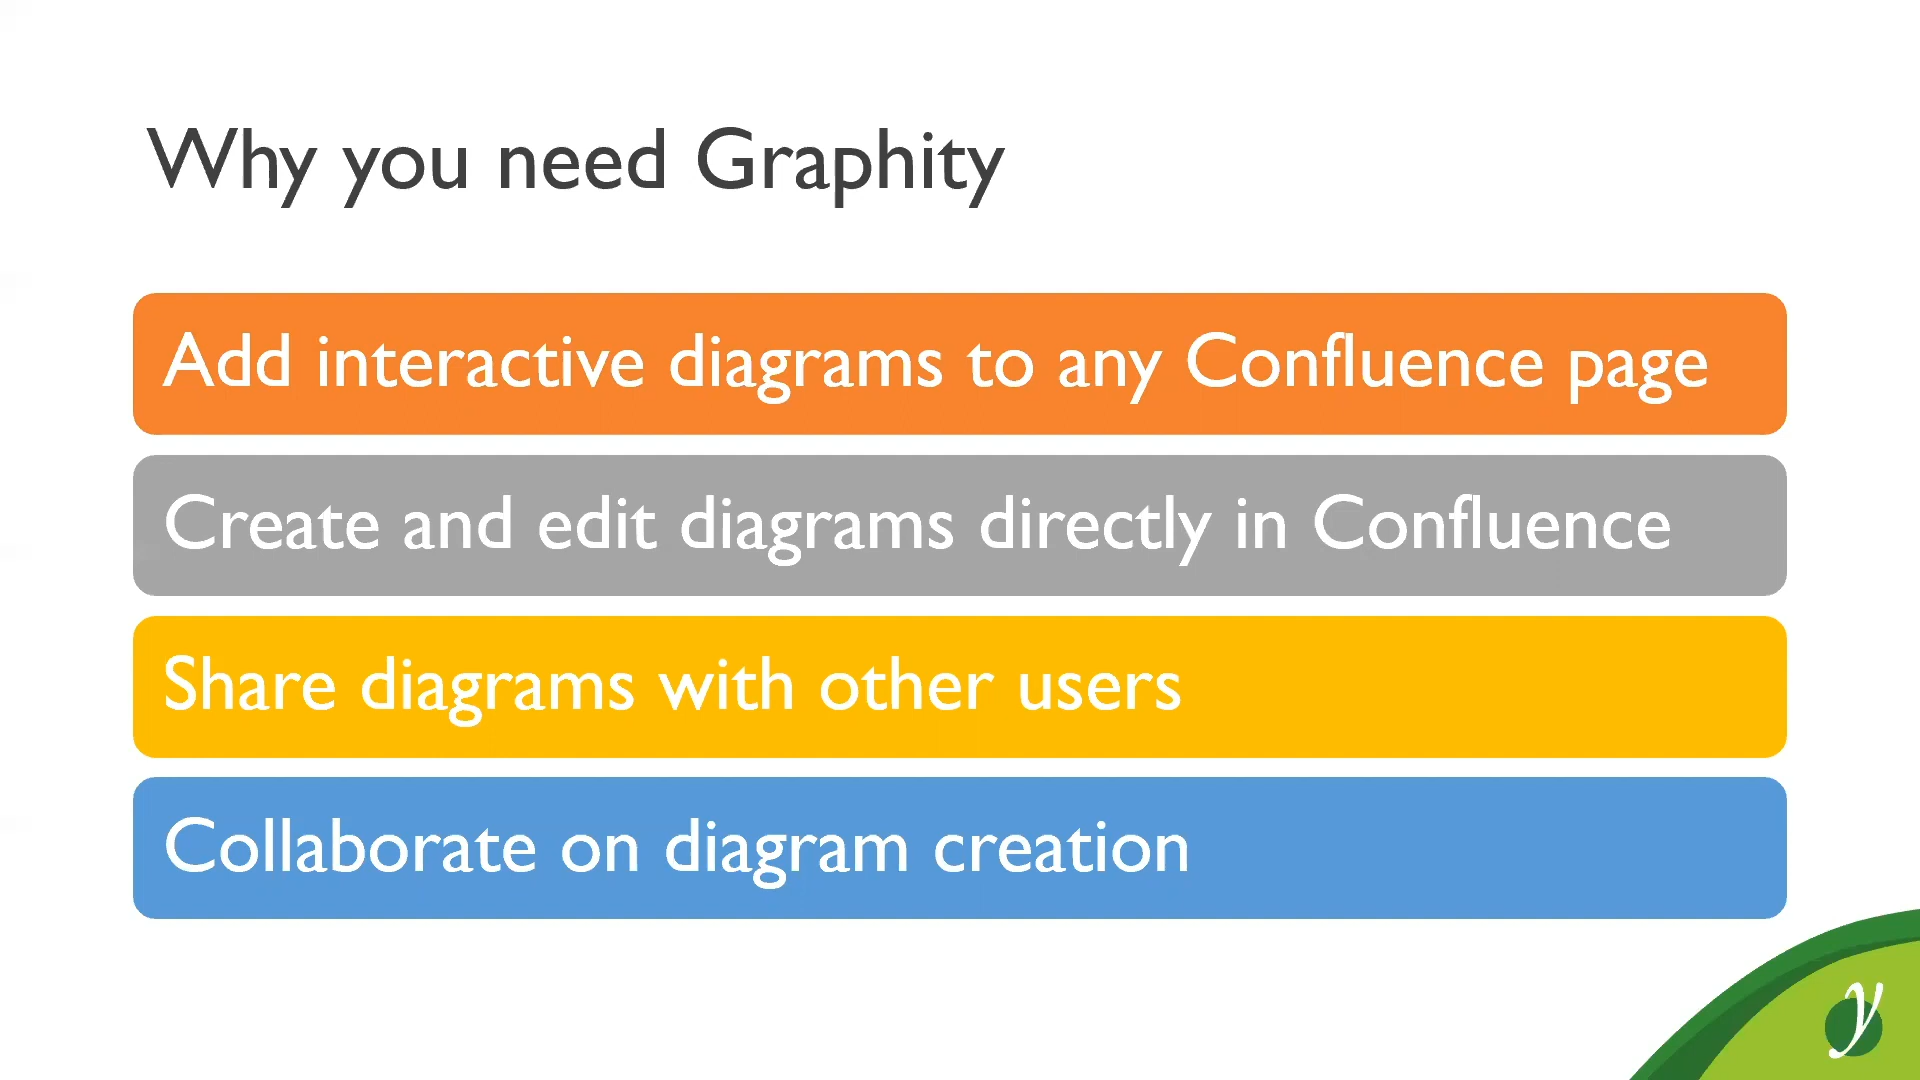 Why you need Graphity
Add interactive diagrams to any Confluence page
Create and edit diagrams directly in Confluence
Share diagrams with other users
Collaborate on diagram creation
y